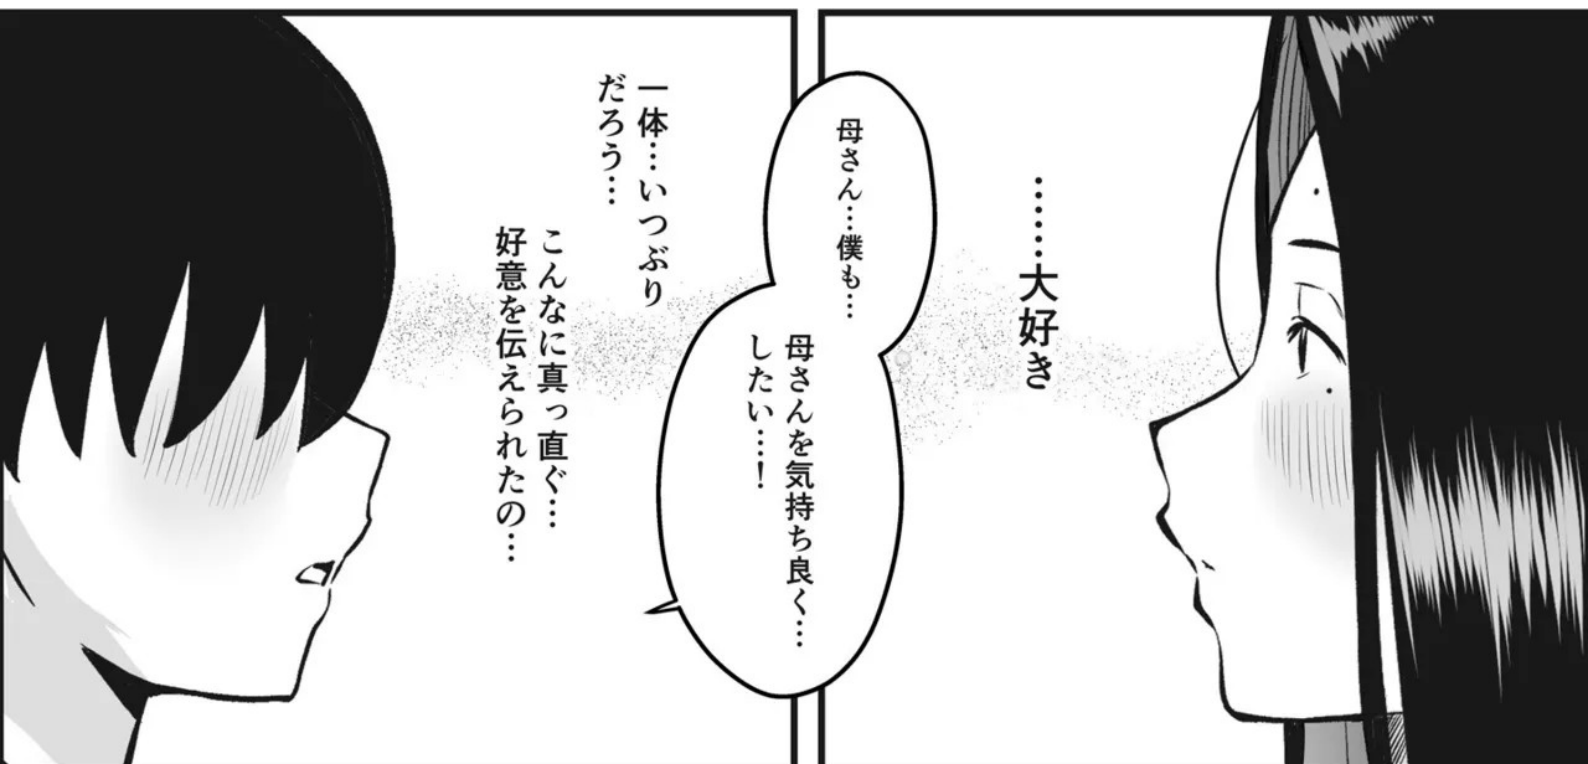 ……大好き
母さん…僕も…
母さんを気持ち良く…
したい……！
一体…いつぶり
だろう…
こんなに真っ直ぐ…
好意を伝えられたの…